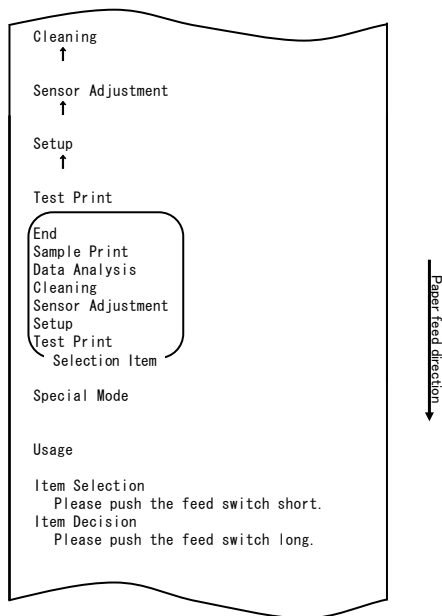 Cleaning
↑
Sensor Adjustment
↑
Setup
↑
Test Print
End
Sample Print
Data Analysis
Cleaning
Sensor Adjustment
Setup
Test Print
Selection Item
Special Mode
Usage
Item Selection
Please push the feed switch short.
Item Decision
Please push the feed switch long.
Paper feed direction